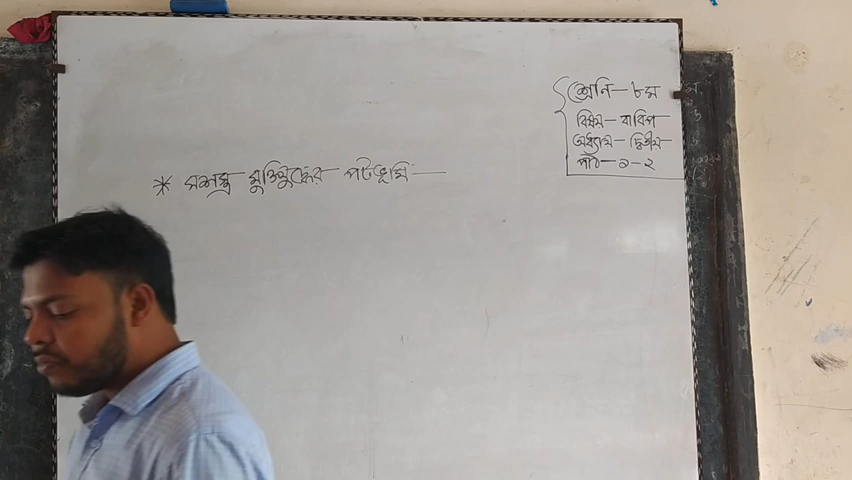 শ্রেণি - ৮ম
বিষয় - বাবিপ
অধ্যায় - দ্বিতীয়
পাঠ - ১ - ২
* সশস্ত্র মুক্তিযুদ্ধের পটভূমি —